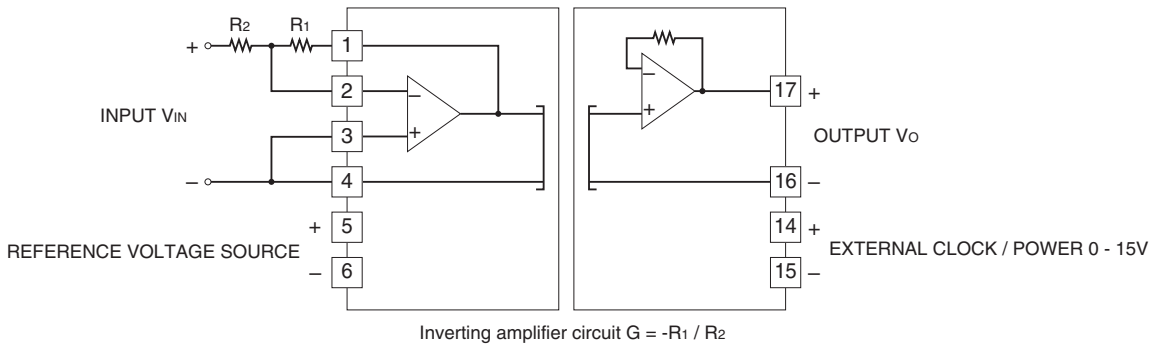 R2 R1
+ 1
2 − 17 +
INPUT VIN
3 + − +
OUTPUT VO
− 4 16 −
+ 5 14 +
REFERENCE VOLTAGE SOURCE
EXTERNAL CLOCK / POWER 0 - 15V
− 6 15 −
Inverting amplifier circuit G = -R1 / R2